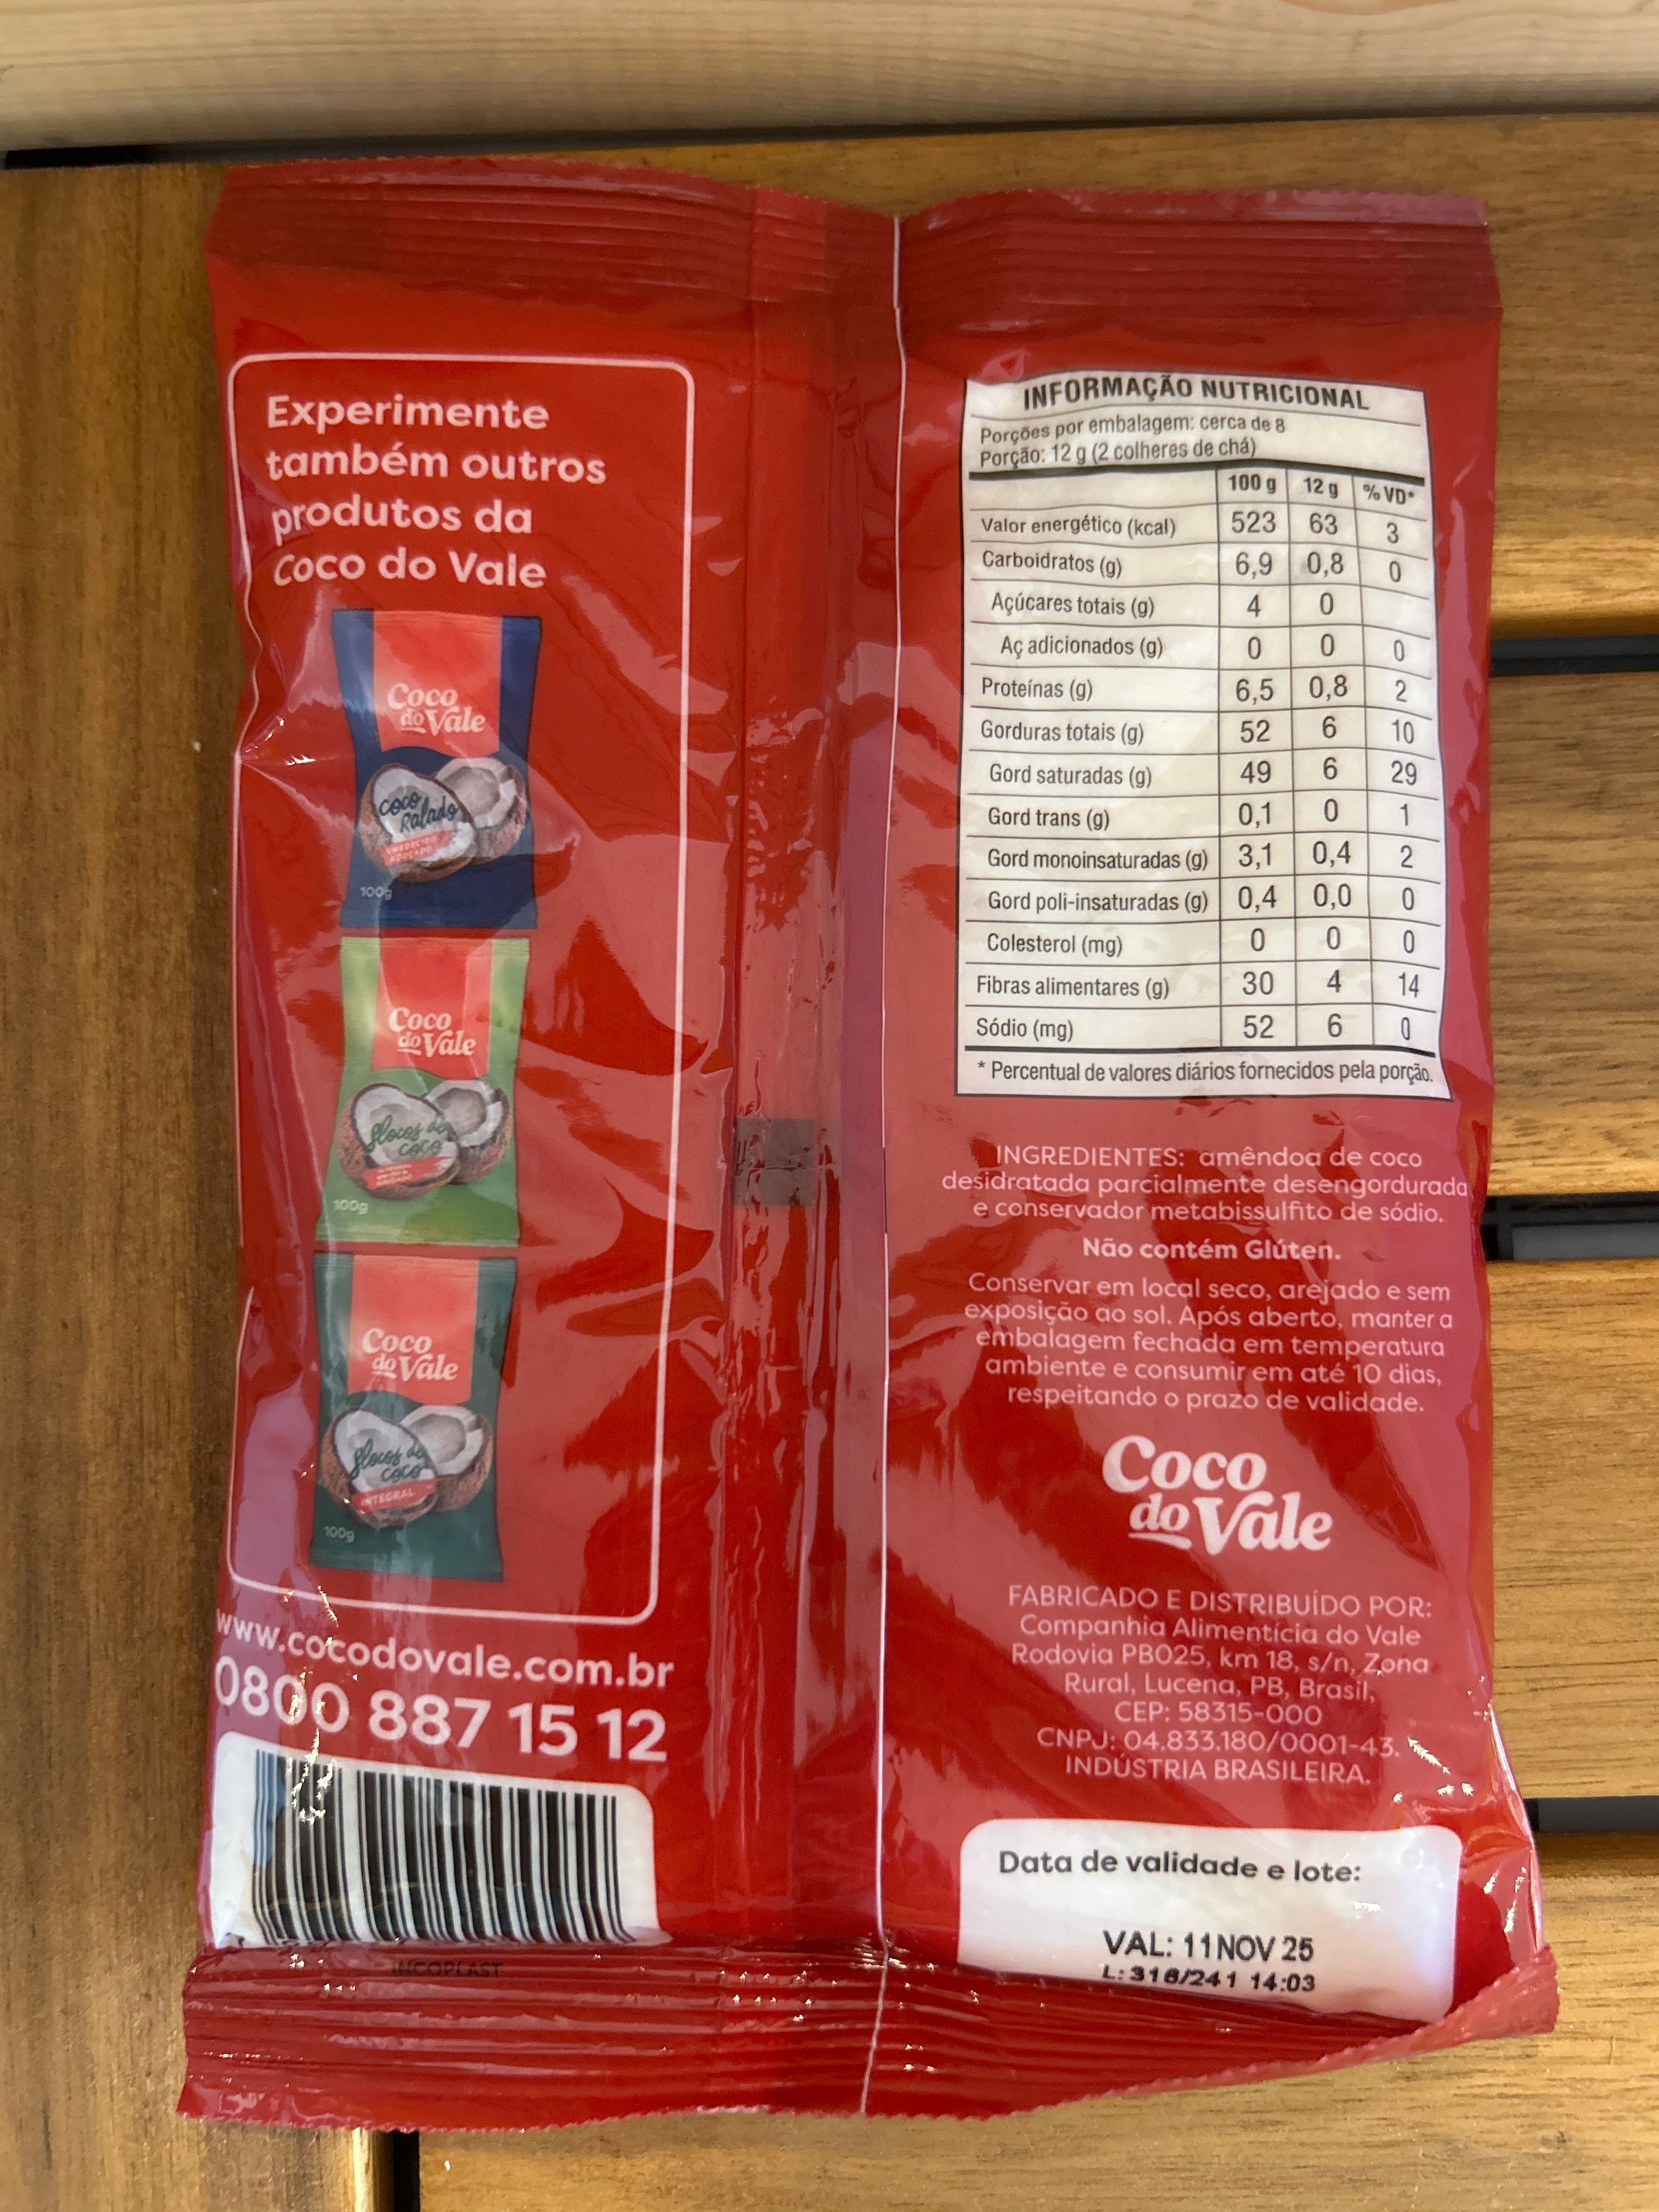 Experimente
também outros
produtos da
Coco do Vale
Coco
do Vale
coco
Ralado
100g
Coco
do Vale
flocos de
coco
100g
Coco
do Vale
flocos de
coco
INTEGRAL
100g
www.cocodovale.com.br
0800 887 15 12
INCOPLAST
INFORMAÇÃO NUTRICIONAL
Porções por embalagem: cerca de 8
Porção: 12 g (2 colheres de chá)
100 g 12 g % VD*
Valor energético (kcal) 523 63 3
Carboidratos (g) 6,9 0,8 0
Açúcares totais (g) 4 0
Aç adicionados (g) 0 0 0
Proteínas (g) 6,5 0,8 2
Gorduras totais (g) 52 6 10
Gord saturadas (g) 49 6 29
Gord trans (g) 0,1 0 1
Gord monoinsaturadas (g) 3,1 0,4 2
Gord poli-insaturadas (g) 0,4 0,0 0
Colesterol (mg) 0 0 0
Fibras alimentares (g) 30 4 14
Sódio (mg) 52 6 0
* Percentual de valores diários fornecidos pela porção.
INGREDIENTES: amêndoa de coco
desidratada parcialmente desengordurada
e conservador metabissulfito de sódio.
Não contém Glúten.
Conservar em local seco, arejado e sem
exposição ao sol. Após aberto, manter a
embalagem fechada em temperatura
ambiente e consumir em até 10 dias,
respeitando o prazo de validade.
Coco
do Vale
FABRICADO E DISTRIBUÍDO POR:
Companhia Alimentícia do Vale
Rodovia PB025, km 18, s/n, Zona
Rural, Lucena, PB, Brasil,
CEP: 58315-000
CNPJ: 04.833.180/0001-43.
INDÚSTRIA BRASILEIRA.
Data de validade e lote:
VAL: 11NOV 25
L: 316/241 14:03